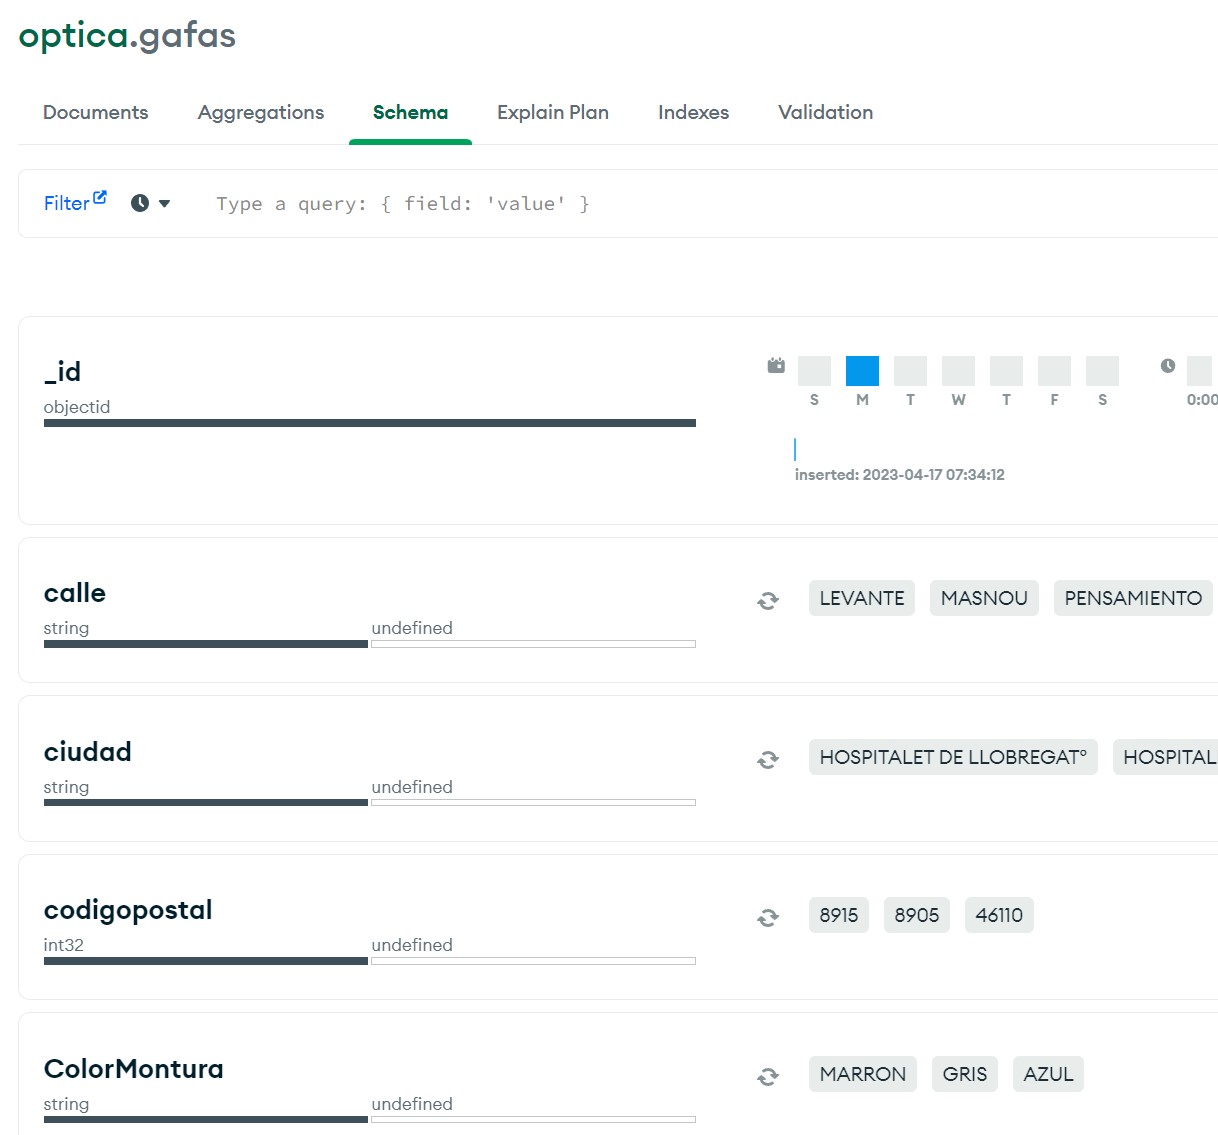 optica.gafas
Documents Aggregations Schema Explain Plan Indexes Validation
Filter Type a query: { field: 'value' }
_id
objectid
S M T W T F S 0:00
inserted: 2023-04-17 07:34:12
calle
string undefined
LEVANTE MASNOU PENSAMIENTO
ciudad
string undefined
HOSPITALET DE LLOBREGATº HOSPITAL
codigopostal
int32 undefined
8915 8905 46110
ColorMontura
string undefined
MARRON GRIS AZUL